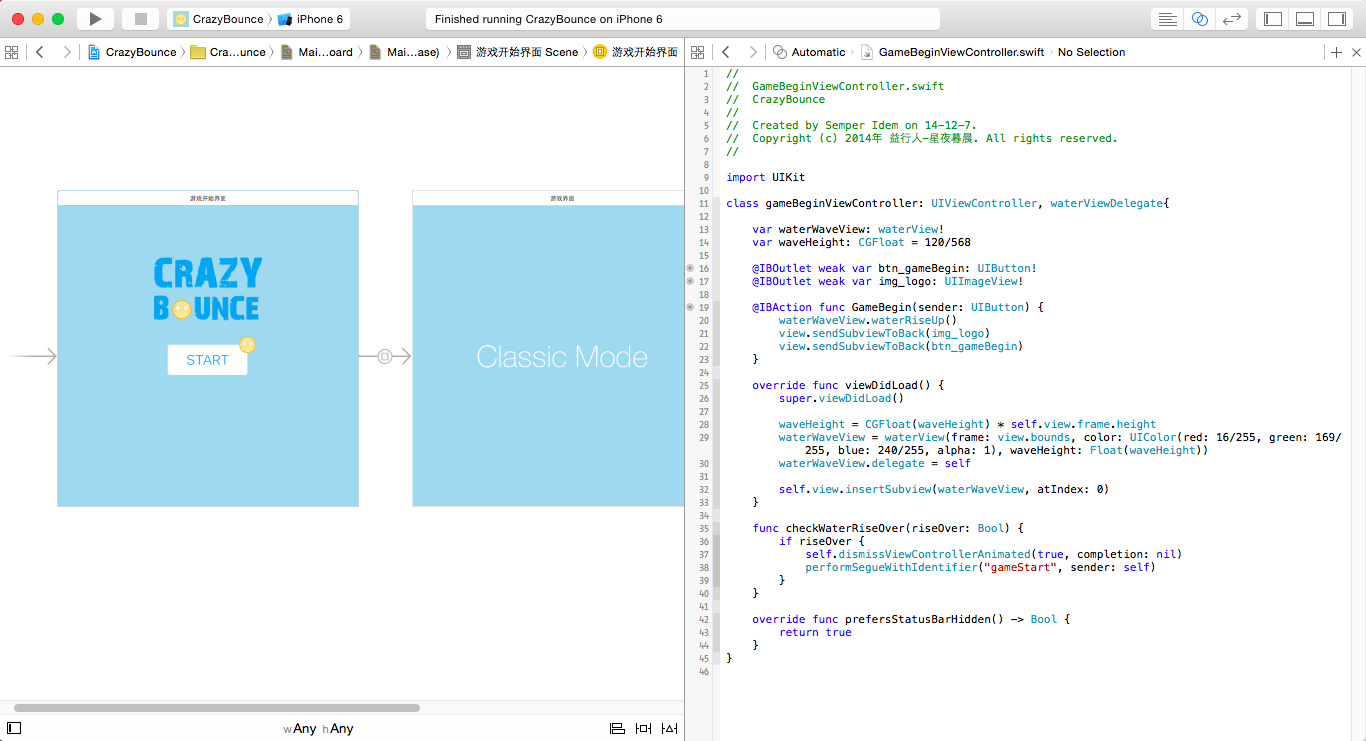 CrazyBounce
iPhone 6
Finished running CrazyBounce on iPhone 6
CrazyBounce
Cra…unce
Mai…oard
Mai…ase)
游戏开始界面 Scene
游戏开始界面
Automatic
GameBeginViewController.swift
No Selection
游戏开始界面
CRAZY
BOUNCE
START
游戏界面
Classic Mode
wAny hAny
1 //
2 //  GameBeginViewController.swift
3 //  CrazyBounce
4 //
5 //  Created by Semper Idem on 14-12-7.
6 //  Copyright (c) 2014年 益行人-星夜暮晨. All rights reserved.
7 //
8
9 import UIKit
10
11 class gameBeginViewController: UIViewController, waterViewDelegate{
12
13     var waterWaveView: waterView!
14     var waveHeight: CGFloat = 120/568
15
16     @IBOutlet weak var btn_gameBegin: UIButton!
17     @IBOutlet weak var img_logo: UIImageView!
18
19     @IBAction func GameBegin(sender: UIButton) {
20         waterWaveView.waterRiseUp()
21         view.sendSubviewToBack(img_logo)
22         view.sendSubviewToBack(btn_gameBegin)
23     }
24
25     override func viewDidLoad() {
26         super.viewDidLoad()
27
28         waveHeight = CGFloat(waveHeight) * self.view.frame.height
29         waterWaveView = waterView(frame: view.bounds, color: UIColor(red: 16/255, green: 169/
255, blue: 240/255, alpha: 1), waveHeight: Float(waveHeight))
30         waterWaveView.delegate = self
31
32         self.view.insertSubview(waterWaveView, atIndex: 0)
33     }
34
35     func checkWaterRiseOver(riseOver: Bool) {
36         if riseOver {
37             self.dismissViewControllerAnimated(true, completion: nil)
38             performSegueWithIdentifier("gameStart", sender: self)
39         }
40     }
41
42     override func prefersStatusBarHidden() -> Bool {
43         return true
44     }
45 }
46